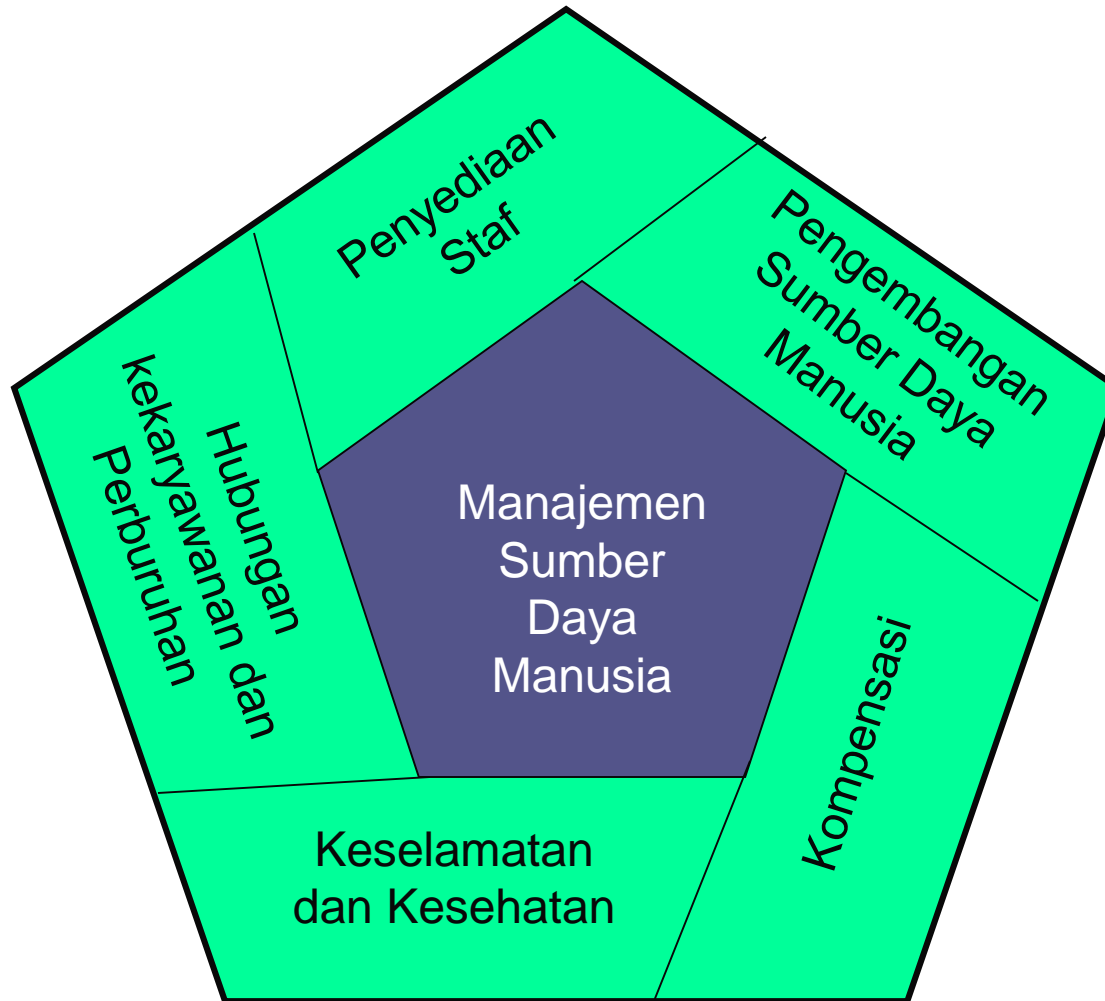 Penyediaan
Staf
Pengembangan
Sumber Daya
Manusia
Hubungan
kekaryawanan dan
Perburuhan
Manajemen
Sumber
Daya
Manusia
Kompensasi
Keselamatan
dan Kesehatan